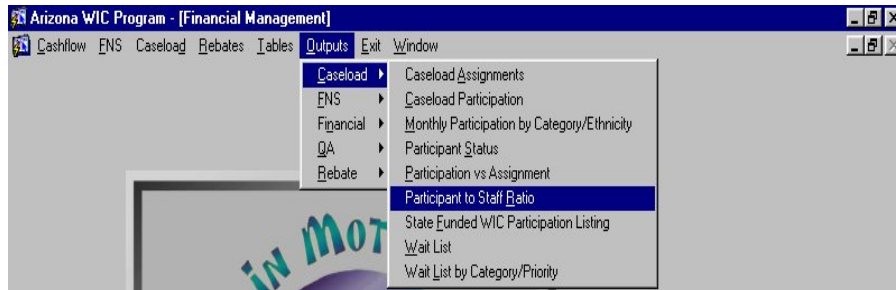 Arizona WIC Program - [Financial Management]
Cashflow FNS Caseload Rebates Tables Outputs Exit Window
Caseload
FNS
Financial
QA
Rebate
Caseload Assignments
Caseload Participation
Monthly Participation by Category/Ethnicity
Participant Status
Participation vs Assignment
Participant to Staff Ratio
State Funded WIC Participation Listing
Wait List
Wait List by Category/Priority
IN MOT